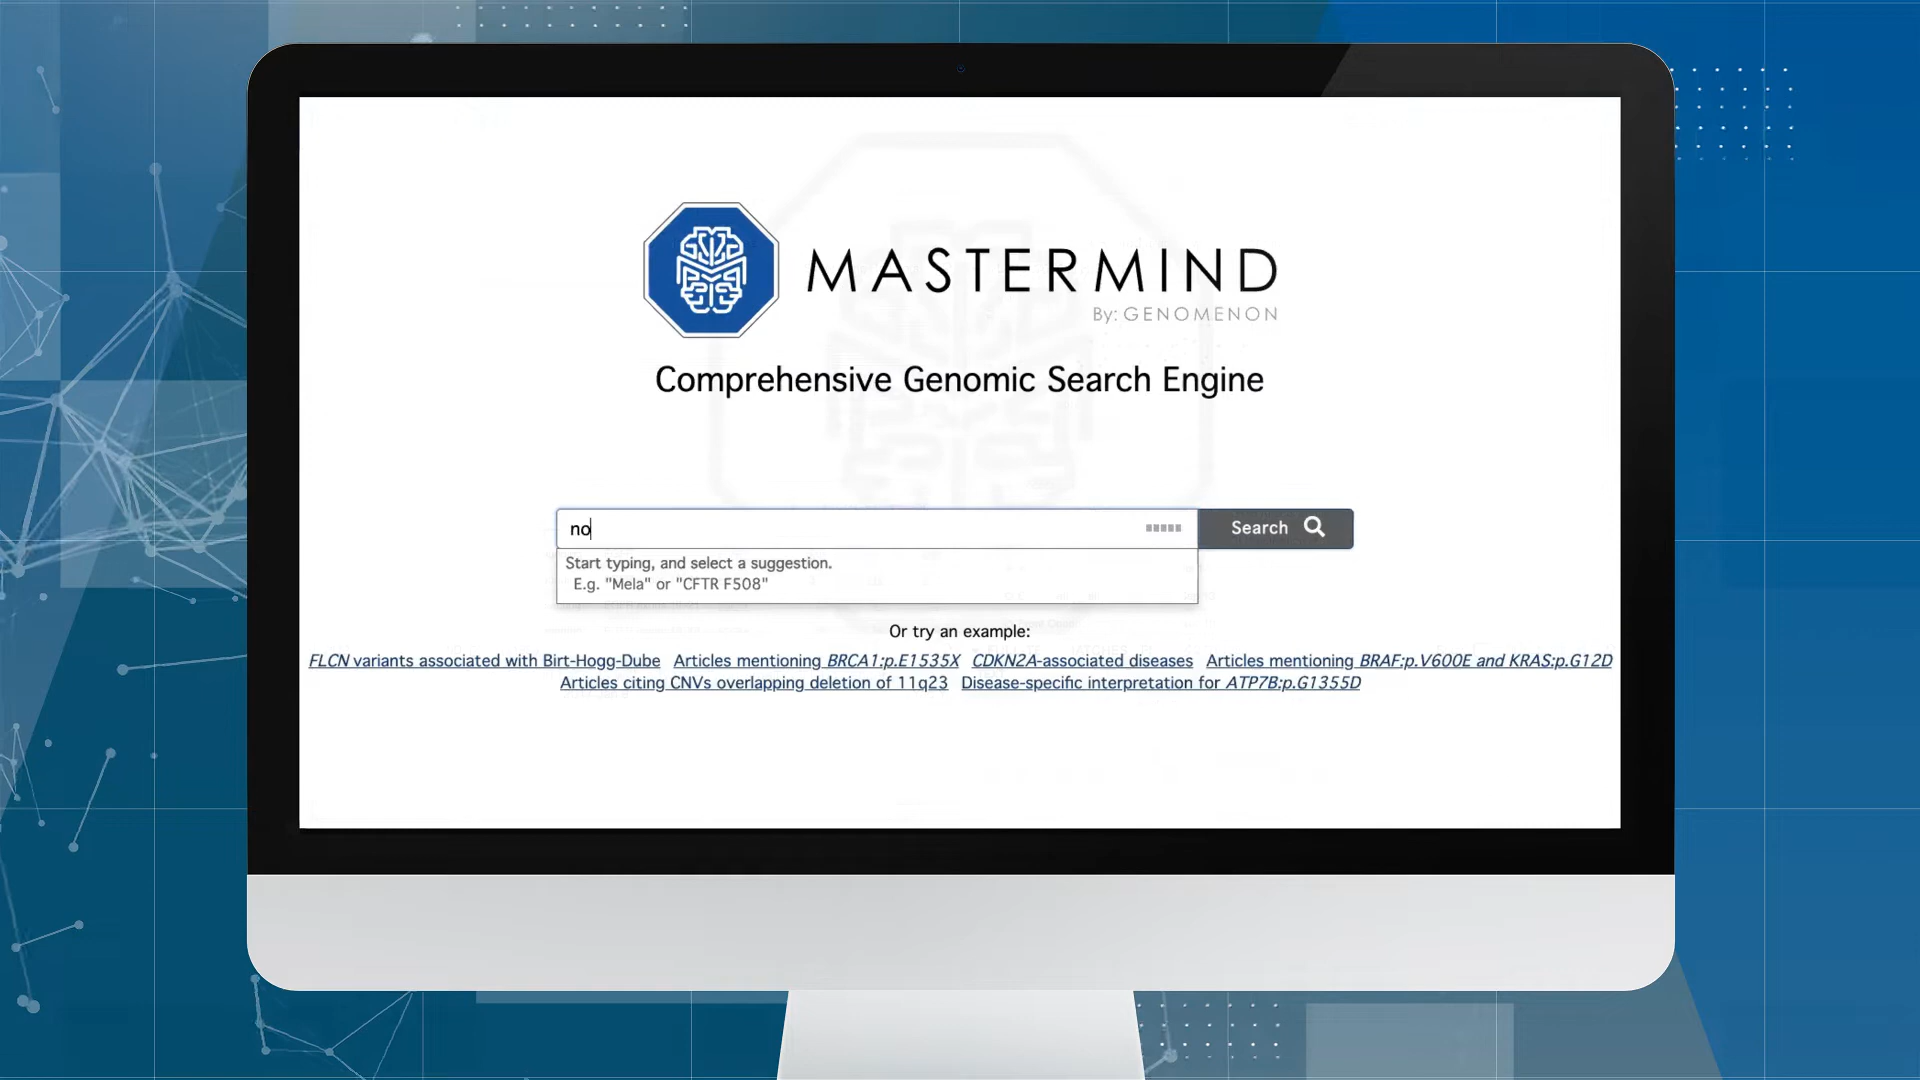 MASTERMIND
By: GENOMENON
Comprehensive Genomic Search Engine
no
Search
Start typing, and select a suggestion.
E.g. "Mela" or "CFTR F508"
Or try an example:
FLCN variants associated with Birt-Hogg-Dube Articles mentioning BRCA1:p.E1535X CDKN2A-associated diseases Articles mentioning BRAF:p.V600E and KRAS:p.G12D
Articles citing CNVs overlapping deletion of 11q23 Disease-specific interpretation for ATP7B:p.G1355D